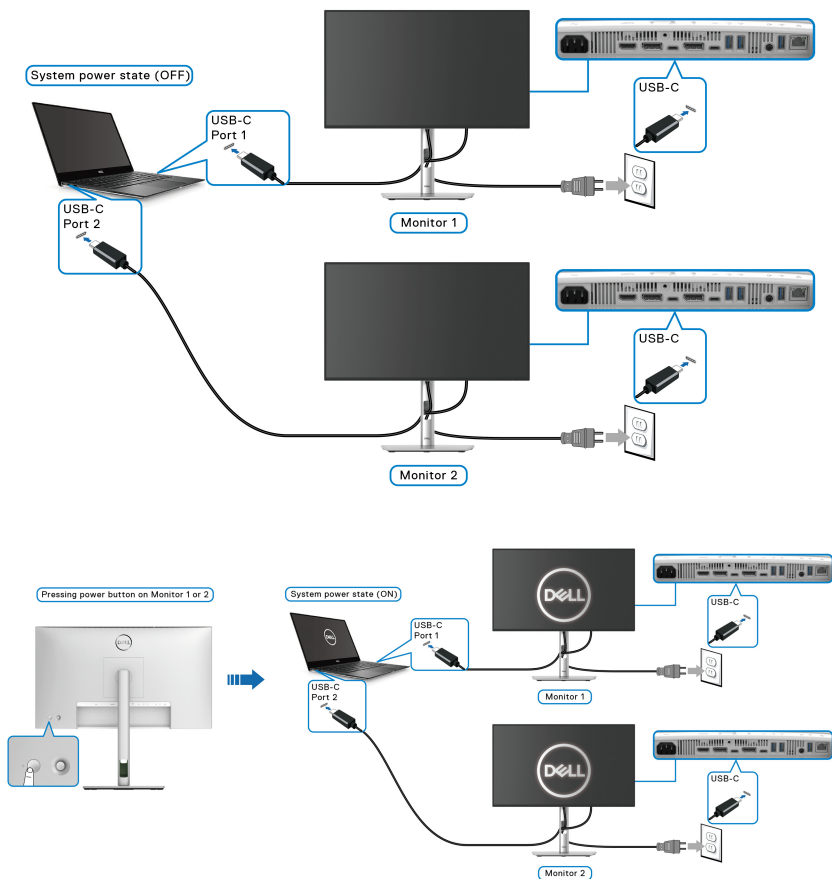 System power state (OFF)
USB-C
Port 1
USB-C
Monitor 1
USB-C
Port 2
USB-C
Monitor 2
Pressing power button on Monitor 1 or 2
DELL
System power state (ON)
DELL
USB-C
Port 1
DELL
USB-C
Monitor 1
USB-C
Port 2
DELL
USB-C
Monitor 2